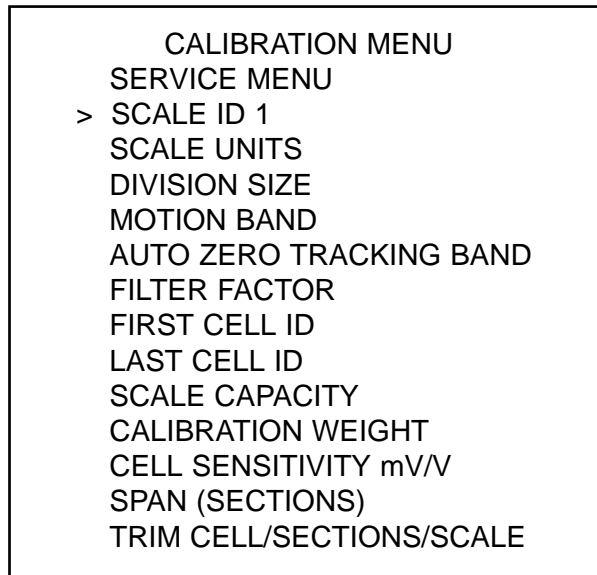 CALIBRATION MENU
SERVICE MENU
> SCALE ID 1
SCALE UNITS
DIVISION SIZE
MOTION BAND
AUTO ZERO TRACKING BAND
FILTER FACTOR
FIRST CELL ID
LAST CELL ID
SCALE CAPACITY
CALIBRATION WEIGHT
CELL SENSITIVITY mV/V
SPAN (SECTIONS)
TRIM CELL/SECTIONS/SCALE